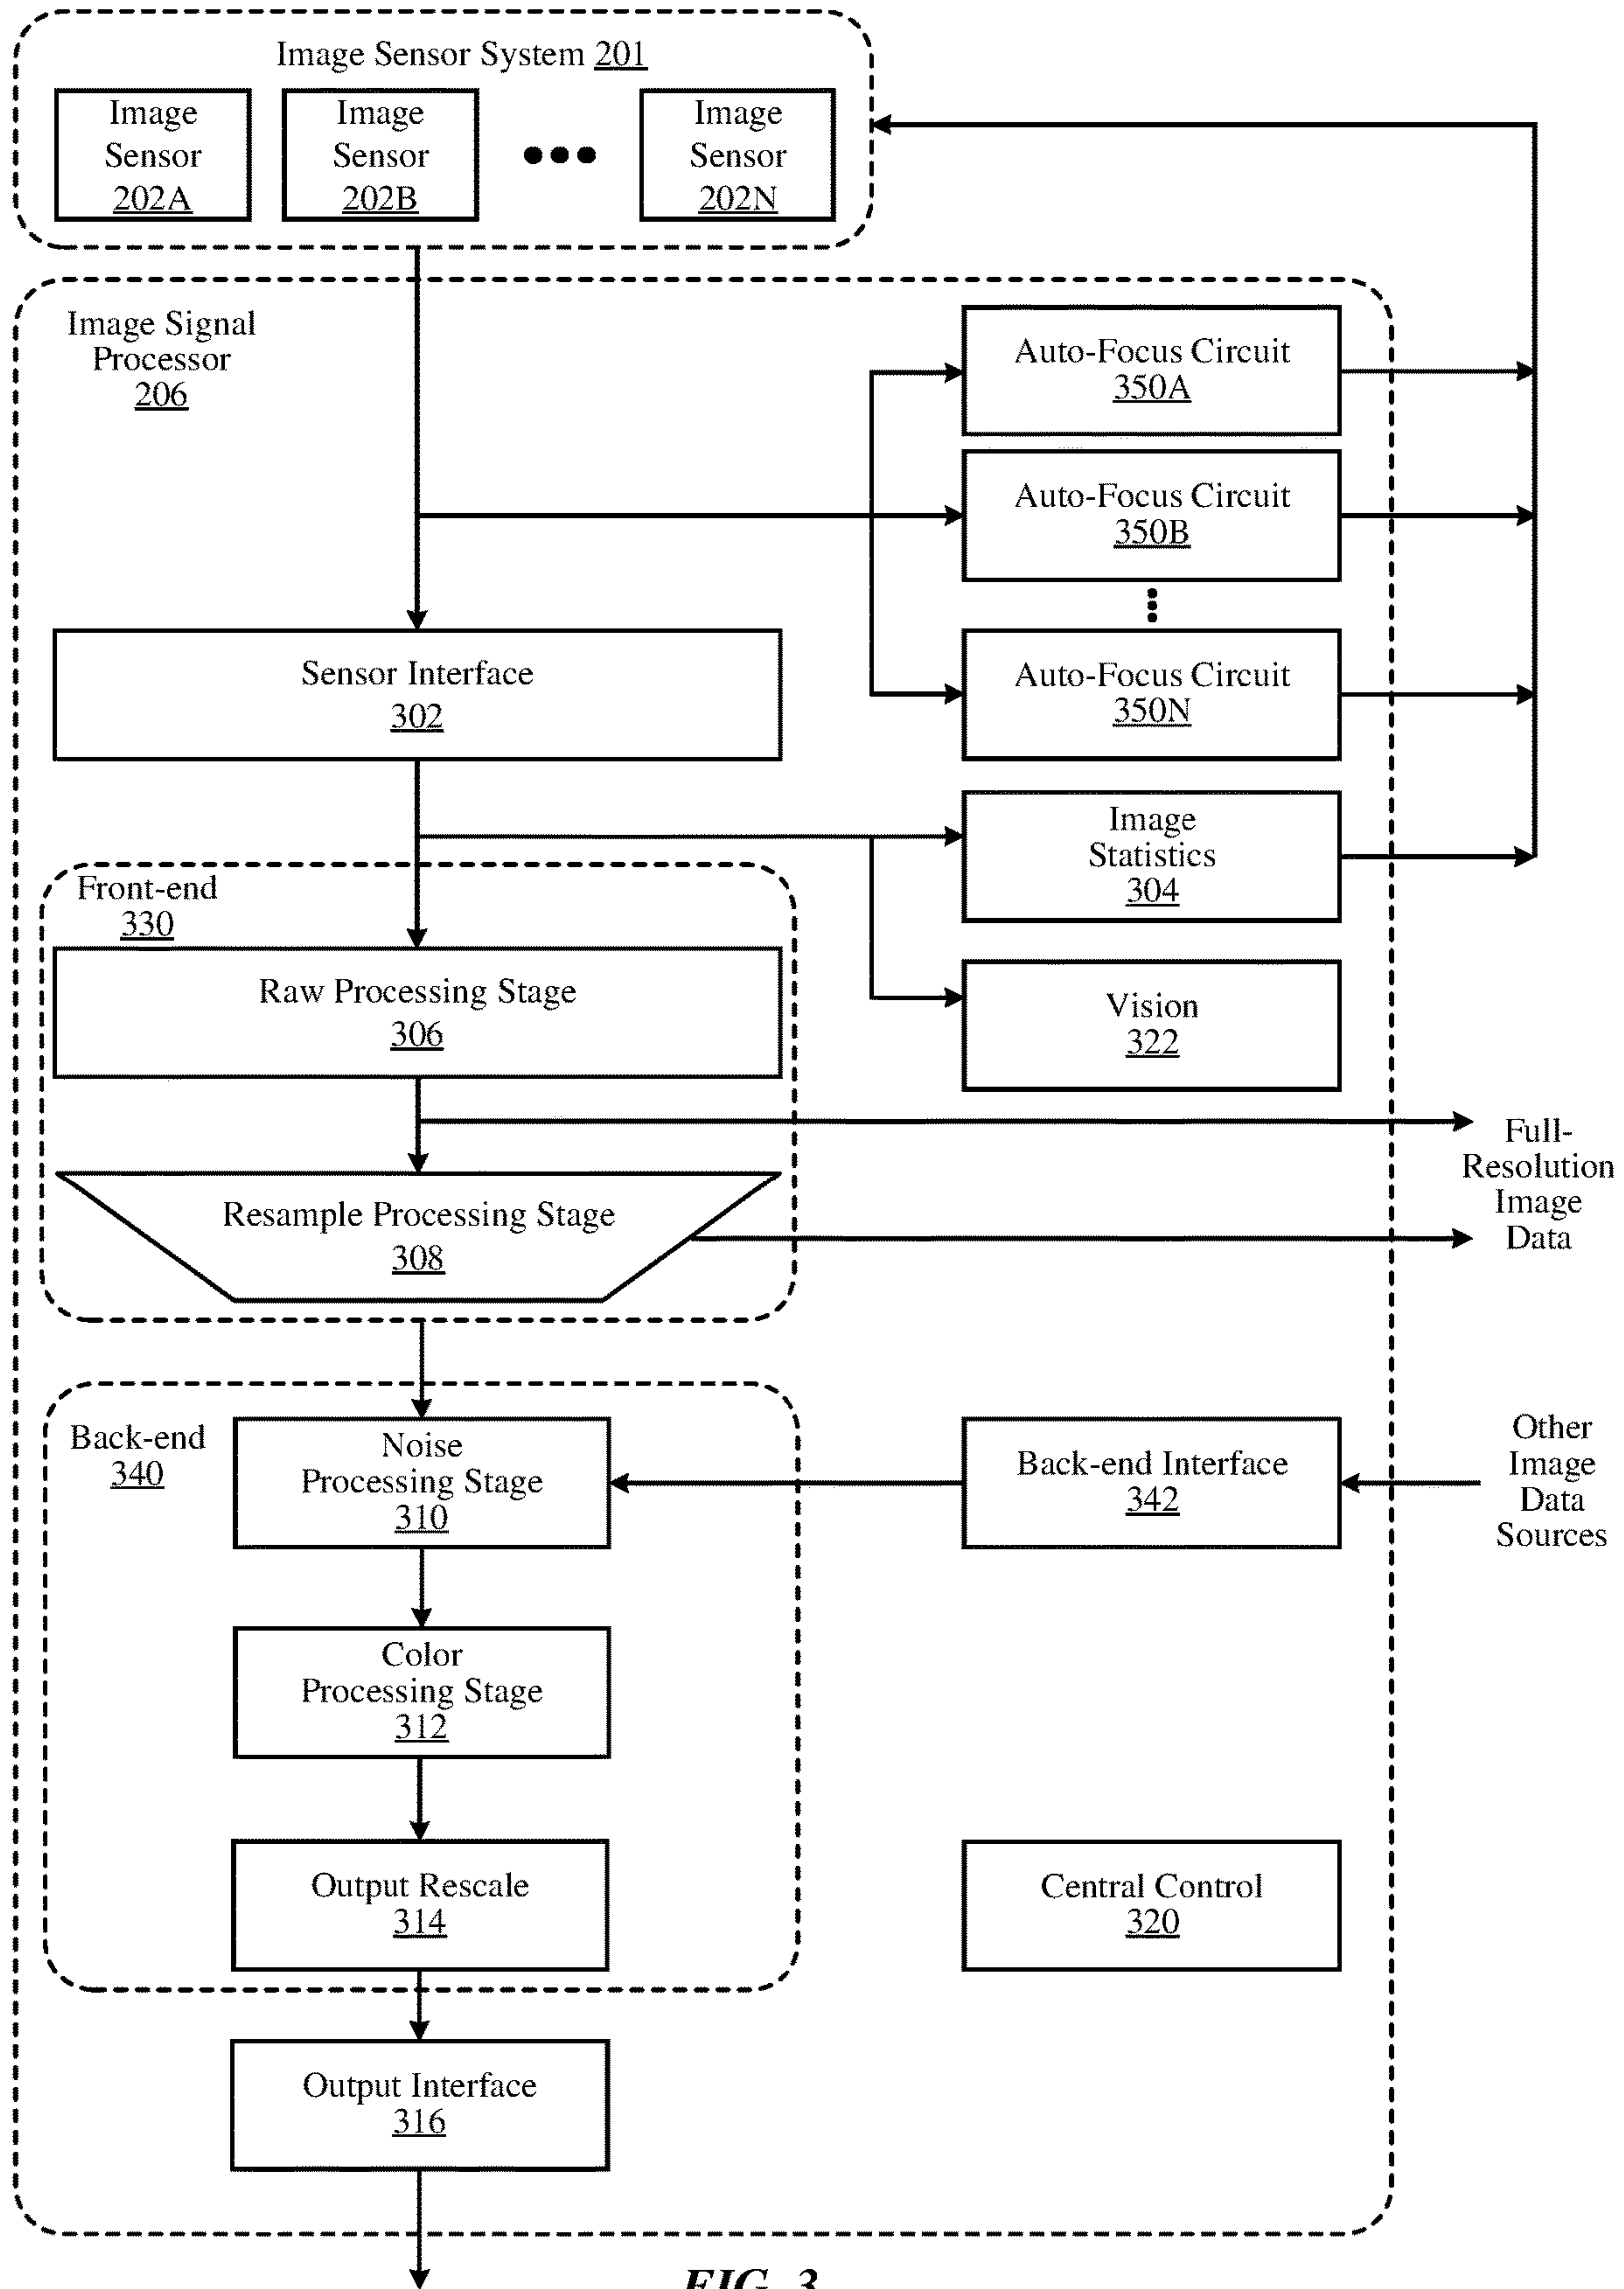 Image Sensor System 201
Image
Sensor
202A
Image
Sensor
202B
Image
Sensor
202N
Image Signal
Processor
206
Auto-Focus Circuit
350A
Auto-Focus Circuit
350B
Auto-Focus Circuit
350N
Sensor Interface
302
Image
Statistics
304
Front-end
330
Raw Processing Stage
306
Vision
322
Full-
Resolution
Image
Data
Resample Processing Stage
308
Back-end
340
Noise
Processing Stage
310
Back-end Interface
342
Other
Image
Data
Sources
Color
Processing Stage
312
Output Rescale
314
Central Control
320
Output Interface
316
FIG. 3